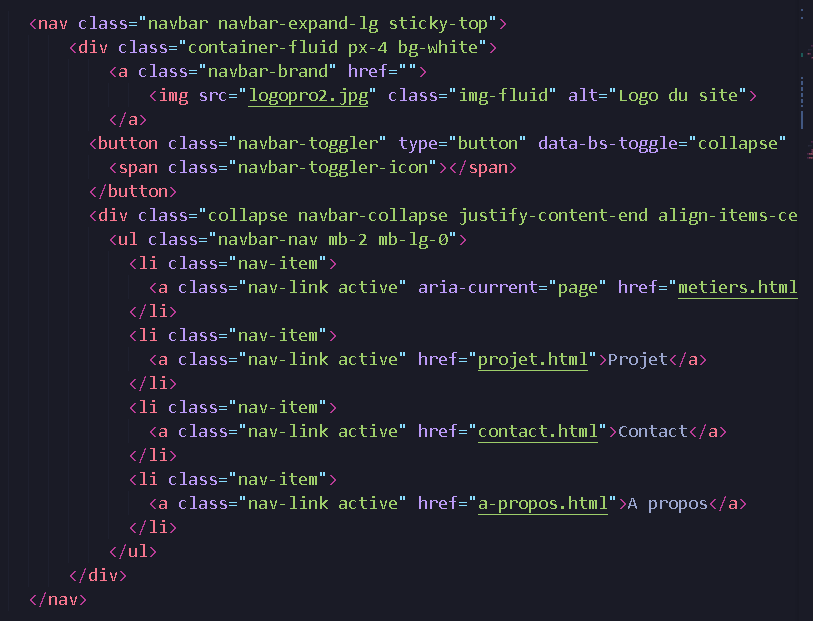 <nav class="navbar navbar-expand-lg sticky-top">
<div class="container-fluid px-4 bg-white">
<a class="navbar-brand" href="">
<img src="logopro2.jpg" class="img-fluid" alt="Logo du site">
</a>
<button class="navbar-toggler" type="button" data-bs-toggle="collapse"
<span class="navbar-toggler-icon"></span>
</button>
<div class="collapse navbar-collapse justify-content-end align-items-ce
<ul class="navbar-nav mb-2 mb-lg-0">
<li class="nav-item">
<a class="nav-link active" aria-current="page" href="metiers.html
</li>
<li class="nav-item">
<a class="nav-link active" href="projet.html">Projet</a>
</li>
<li class="nav-item">
<a class="nav-link active" href="contact.html">Contact</a>
</li>
<li class="nav-item">
<a class="nav-link active" href="a-propos.html">A propos</a>
</li>
</ul>
</div>
</nav>